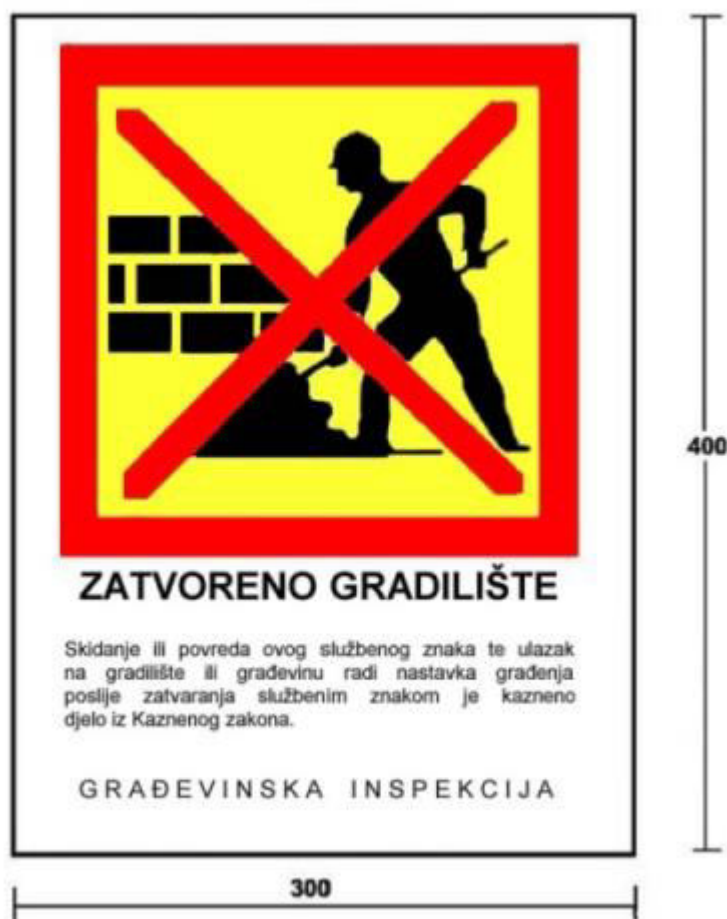 ZATVORENO GRADILIŠTE
Skidanje ili povreda ovog službenog znaka te ulazak
na gradilište ili građevinu radi nastavka građenja
poslije zatvaranja službenim znakom je kazneno
djelo iz Kaznenog zakona.
GRAĐEVINSKA INSPEKCIJA
400
300